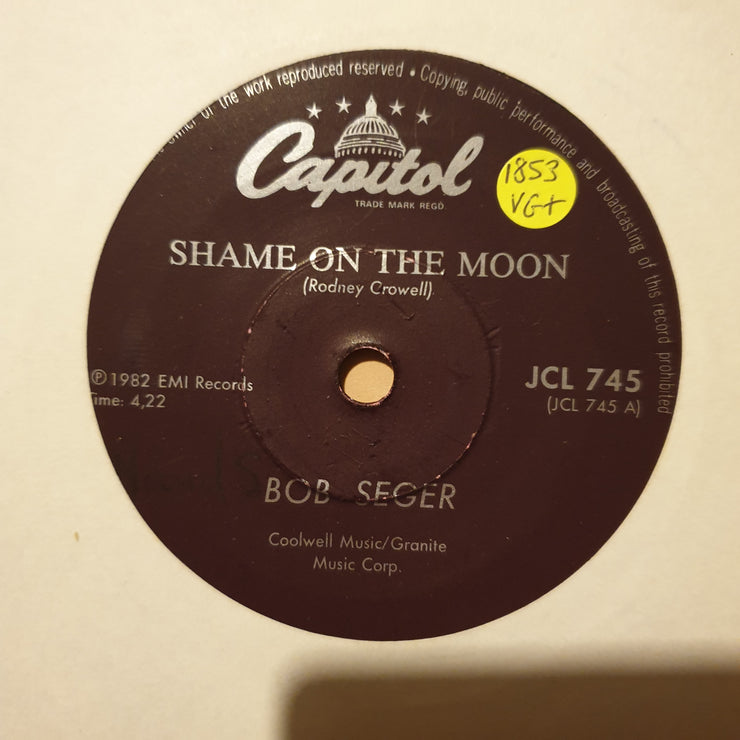 the work reproduced reserved • Copying, public performance and broadcasting of this record prohibited
Capitol
TRADE MARK REGD
1853
VG+
SHAME ON THE MOON
(Rodney Crowell)
℗ 1982 EMI Records
Time: 4,22
JCL 745
(JCL 745 A)
BOB SEGER
Coolwell Music/Granite
Music Corp.